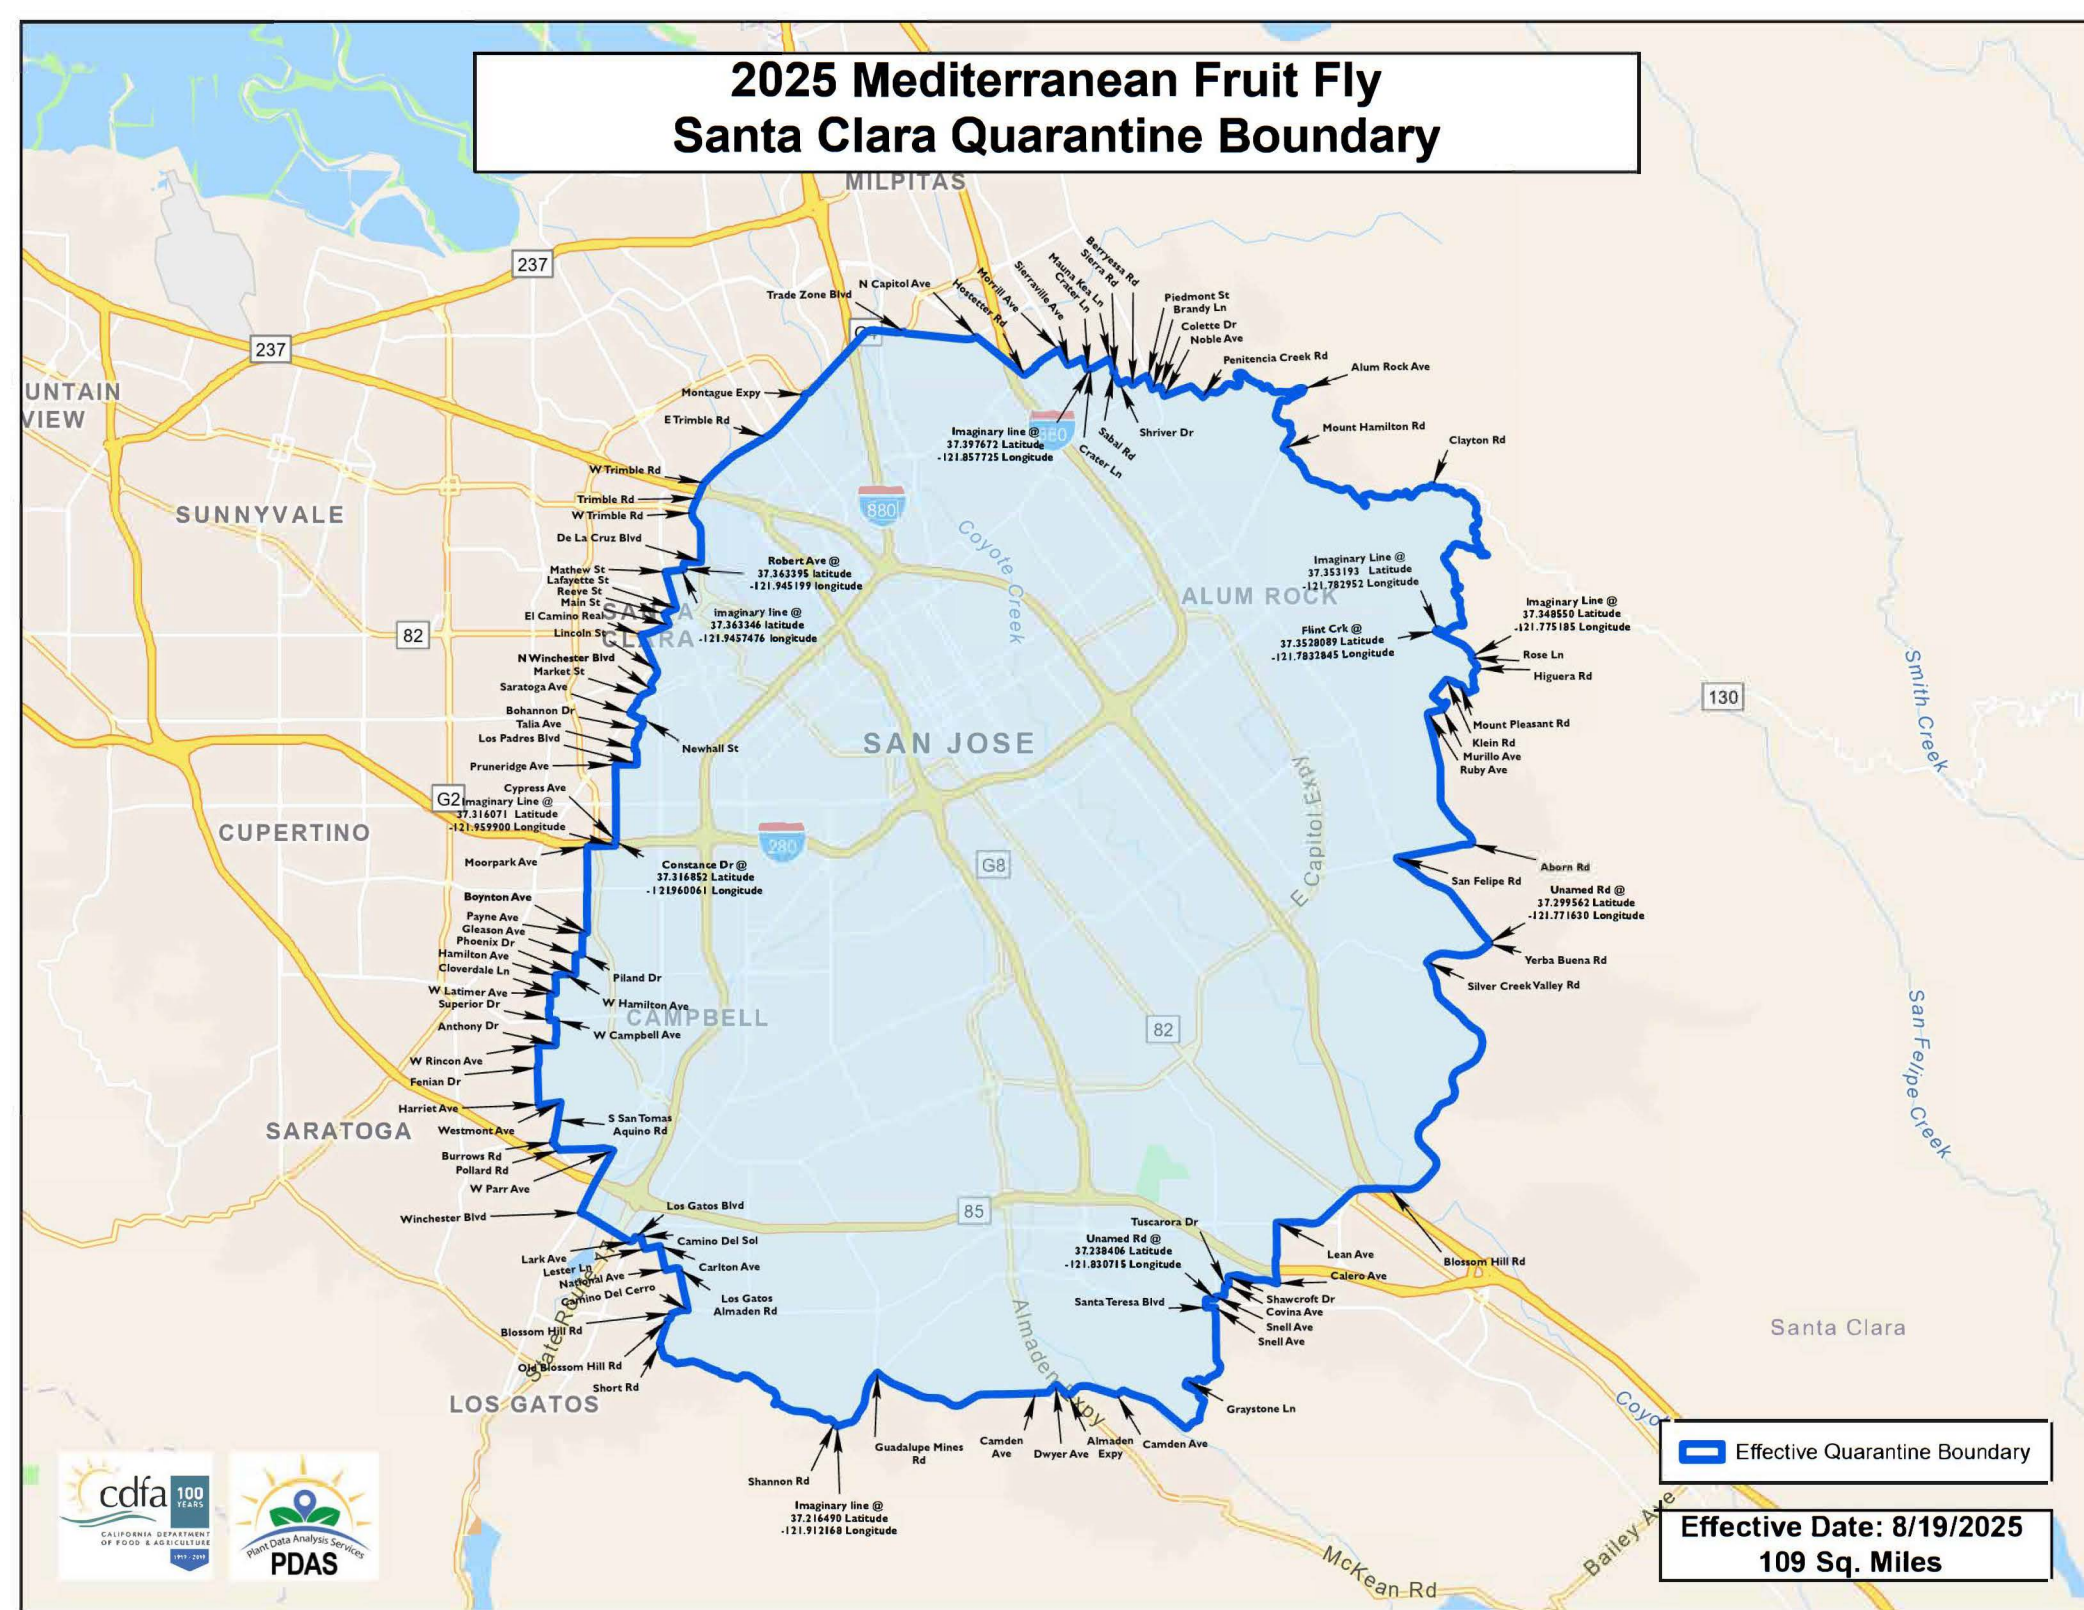 2025 Mediterranean Fruit Fly
Santa Clara Quarantine Boundary
MILPITAS
237
237
UNTAIN
VIEW
SUNNYVALE
82
CUPERTINO
G2
SARATOGA
LOS GATOS
SANTA
CLARA
CAMPBELL
SAN JOSE
ALUM ROCK
880
680
280
G8
82
85
130
Coyote Creek
E Capitol Expy
Smith Creek
San Felipe Creek
Santa Clara
Almaden Expy
McKean Rd
Bailey Ave
State Route
Trade Zone Blvd
N Capitol Ave
Hostetter Rd
Morrill Ave
Sierraville Ave
Crater Ln
Mauna Kea Ln
Sierra Rd
Berryessa Rd
Piedmont St
Brandy Ln
Colette Dr
Noble Ave
Penitencia Creek Rd
Alum Rock Ave
Mount Hamilton Rd
Clayton Rd
Imaginary line @
37.397672 Latitude
-121.857725 Longitude
Crater Ln
Sabal Rd
Shriver Dr
Imaginary Line @
37.353193 Latitude
-121.782952 Longitude
Flint Crk @
37.3528089 Latitude
-121.7832845 Longitude
Imaginary Line @
37.348550 Latitude
-121.775185 Longitude
Rose Ln
Higuera Rd
Mount Pleasant Rd
Klein Rd
Murillo Ave
Ruby Ave
Aborn Rd
San Felipe Rd
Unamed Rd @
37.299562 Latitude
-121.771630 Longitude
Yerba Buena Rd
Silver Creek Valley Rd
Blossom Hill Rd
Lean Ave
Calero Ave
Tuscarora Dr
Unamed Rd @
37.238406 Latitude
-121.830715 Longitude
Santa Teresa Blvd
Shawcroft Dr
Covina Ave
Snell Ave
Snell Ave
Graystone Ln
Camden Ave
Almaden
Expy
Dwyer Ave
Camden
Ave
Guadalupe Mines
Rd
Shannon Rd
Imaginary line @
37.216490 Latitude
-121.912168 Longitude
Montague Expy
E Trimble Rd
W Trimble Rd
Trimble Rd
W Trimble Rd
De La Cruz Blvd
Robert Ave @
37.363395 latitude
-121.945199 longitude
Mathew St
Lafayette St
Reeve St
Main St
El Camino Real
Lincoln St
imaginary line @
37.363346 latitude
-121.9457476 longitude
N Winchester Blvd
Market St
Saratoga Ave
Bohannon Dr
Talia Ave
Los Padres Blvd
Newhall St
Pruneridge Ave
Cypress Ave
Imaginary Line @
37.316071 Latitude
-121.959900 Longitude
Moorpark Ave
Constance Dr @
37.316852 Latitude
-121960061 Longitude
Boynton Ave
Payne Ave
Gleason Ave
Phoenix Dr
Hamilton Ave
Cloverdale Ln
Piland Dr
W Latimer Ave
Superior Dr
W Hamilton Ave
Anthony Dr
W Campbell Ave
W Rincon Ave
Fenian Dr
Harriet Ave
Westmont Ave
S San Tomas
Aquino Rd
Burrows Rd
Pollard Rd
W Parr Ave
Winchester Blvd
Los Gatos Blvd
Lark Ave
Camino Del Sol
Lester Ln
National Ave
Carlton Ave
Camino Del Cerro
Los Gatos
Almaden Rd
Blossom Hill Rd
Old Blossom Hill Rd
Short Rd
Effective Quarantine Boundary
Effective Date: 8/19/2025
109 Sq. Miles
cdfa
100
YEARS
CALIFORNIA DEPARTMENT
OF FOOD & AGRICULTURE
1919 - 2019
Plant Data Analysis Services
PDAS